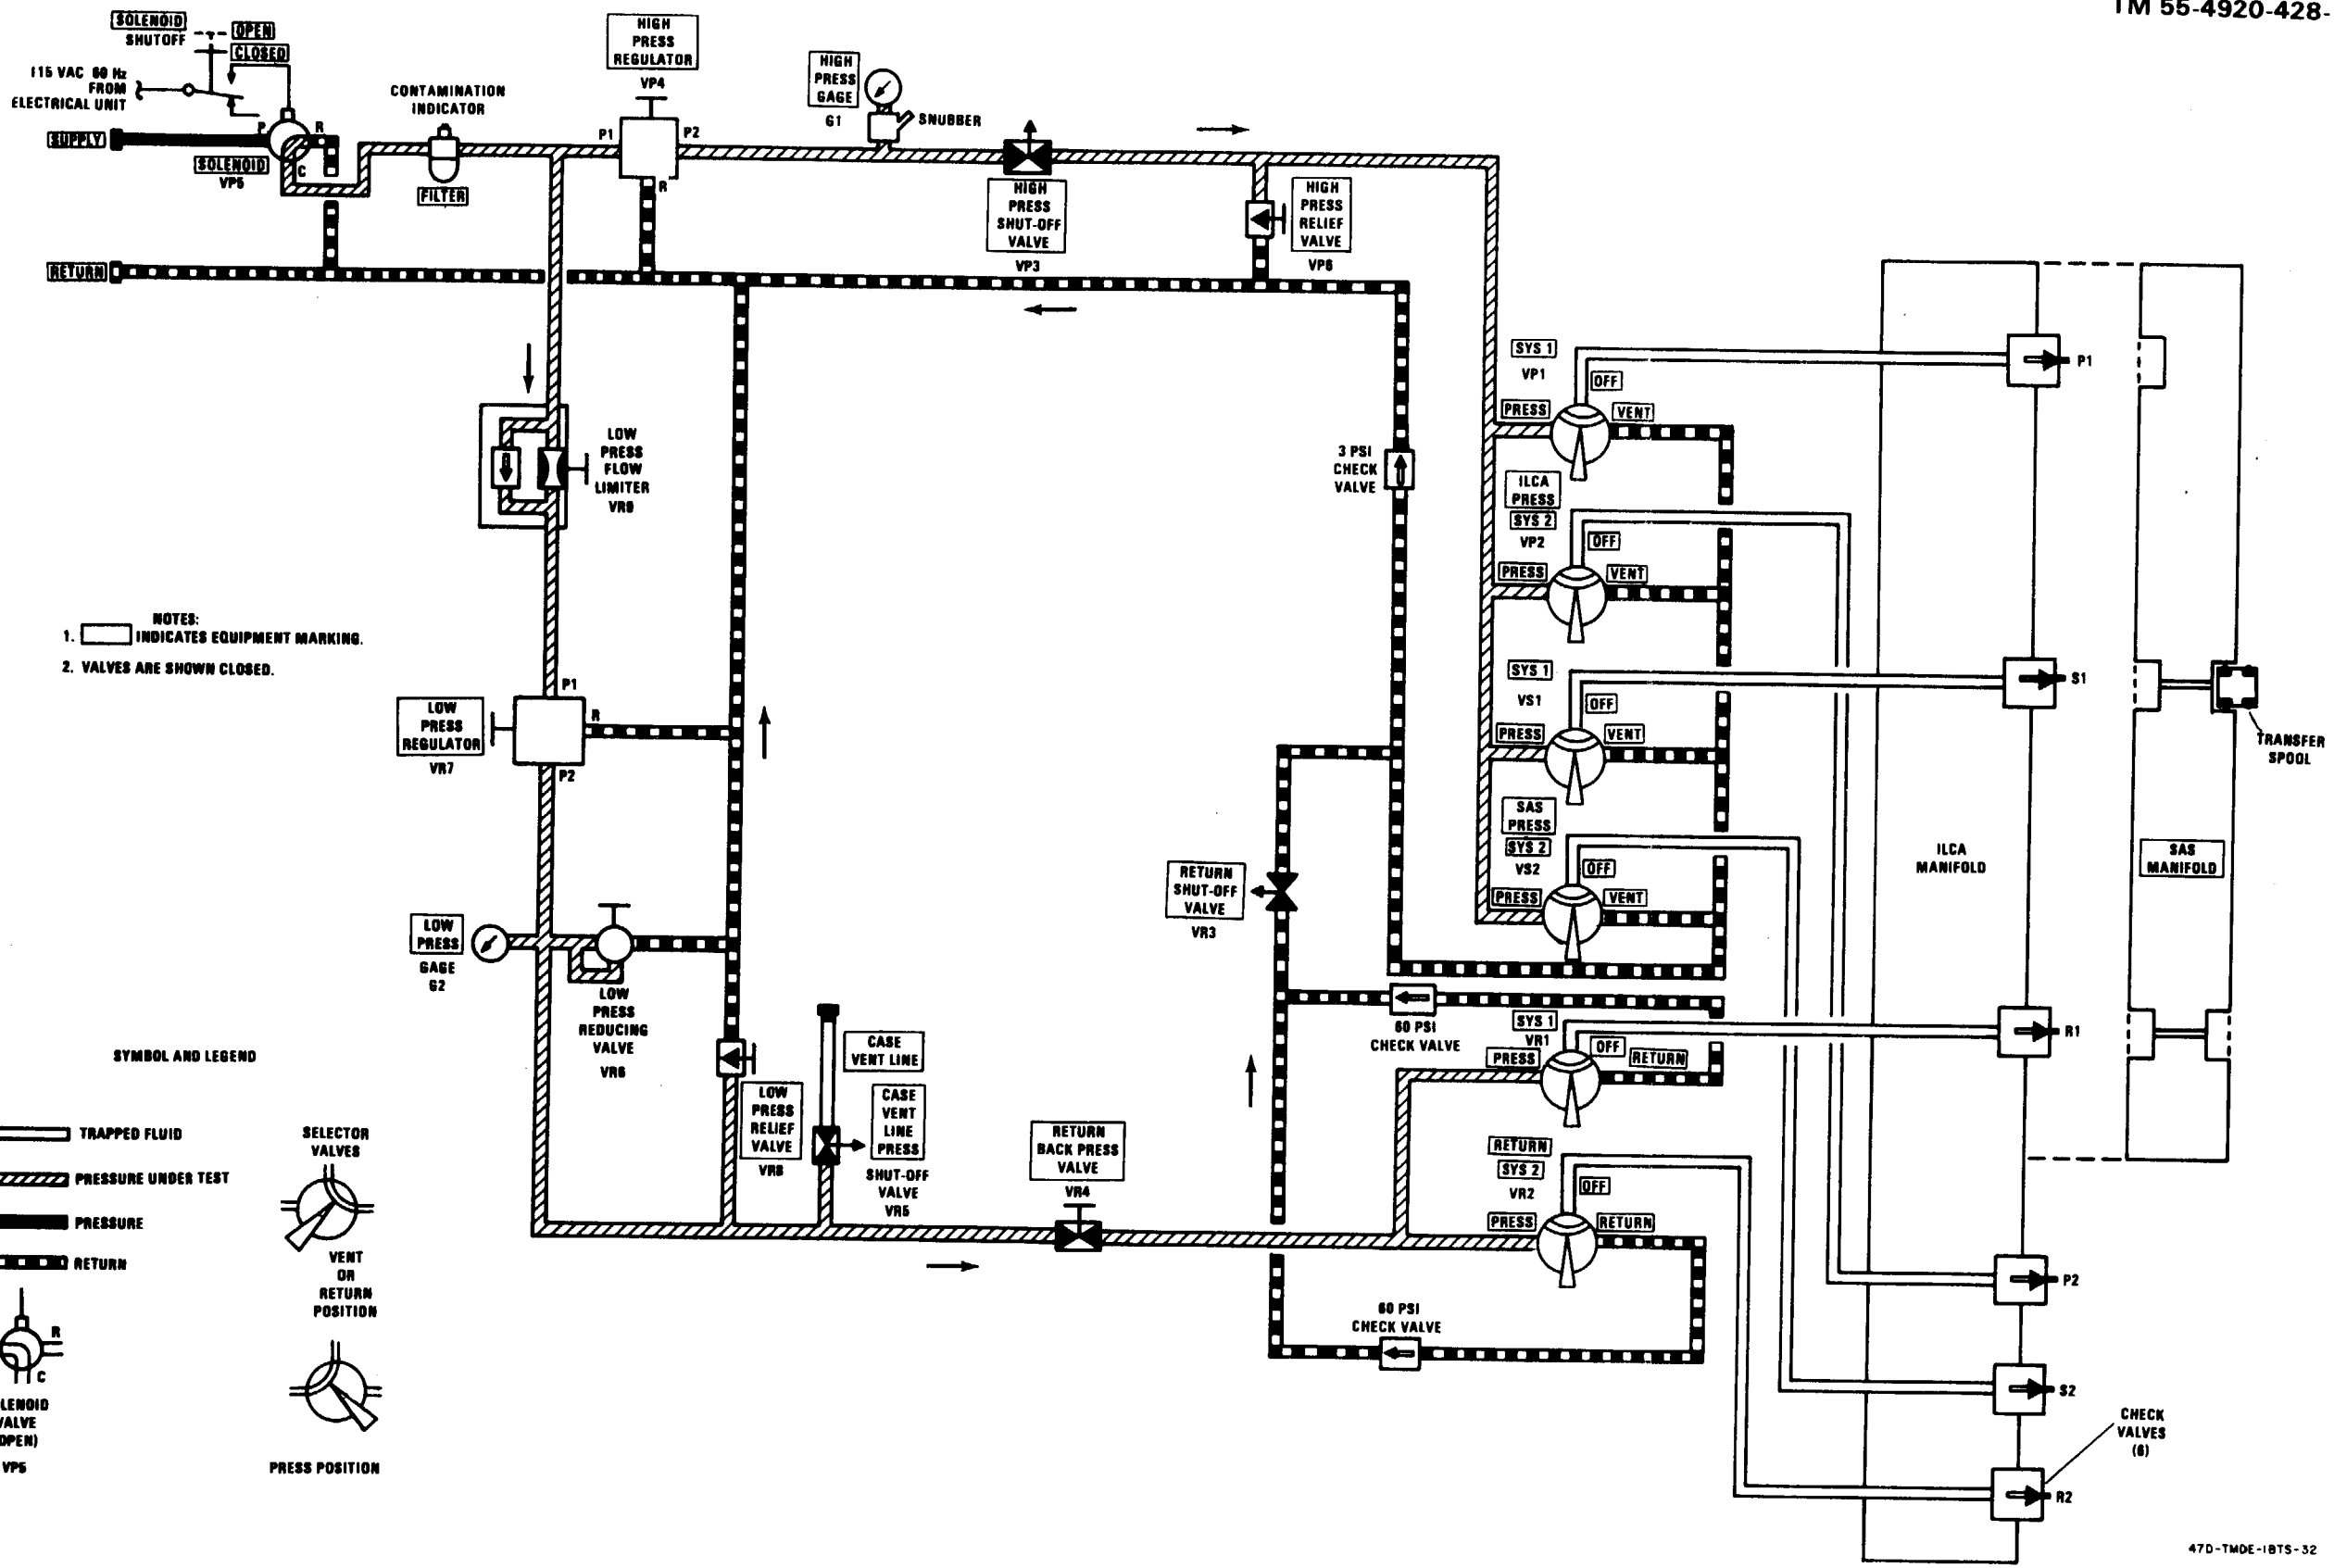 TM 55-4920-428-
SOLENOID
SHUTOFF
OPEN
CLOSED
115 VAC 60 Hz
FROM
ELECTRICAL UNIT
SUPPLY
P
R
C
SOLENOID
VP5
CONTAMINATION
INDICATOR
FILTER
HIGH
PRESS
REGULATOR
VP4
P1
P2
R
HIGH
PRESS
GAGE
G1
SNUBBER
HIGH
PRESS
SHUT-OFF
VALVE
VP3
HIGH
PRESS
RELIEF
VALVE
VP6
RETURN
LOW
PRESS
FLOW
LIMITER
VR9
3 PSI
CHECK
VALVE
SYS 1
VP1
OFF
PRESS
VENT
P1
ILCA
PRESS
SYS 2
VP2
OFF
PRESS
VENT
NOTES:
1. INDICATES EQUIPMENT MARKING.
2. VALVES ARE SHOWN CLOSED.
SYS 1
VS1
OFF
PRESS
VENT
S1
TRANSFER
SPOOL
LOW
PRESS
REGULATOR
VR7
P1
R
P2
SAS
PRESS
SYS 2
VS2
OFF
PRESS
VENT
ILCA
MANIFOLD
SAS
MANIFOLD
RETURN
SHUT-OFF
VALVE
VR3
LOW
PRESS
GAGE
G2
LOW
PRESS
REDUCING
VALVE
VR6
60 PSI
CHECK VALVE
SYS 1
VR1
OFF
PRESS
RETURN
R1
CASE
VENT LINE
LOW
PRESS
RELIEF
VALVE
VR8
CASE
VENT
LINE
PRESS
SHUT-OFF
VALVE
VR5
RETURN
BACK PRESS
VALVE
VR4
RETURN
SYS 2
VR2
OFF
PRESS
RETURN
60 PSI
CHECK VALVE
P2
S2
R2
CHECK
VALVES
(6)
SYMBOL AND LEGEND
TRAPPED FLUID
PRESSURE UNDER TEST
PRESSURE
RETURN
SELECTOR
VALVES
VENT
OR
RETURN
POSITION
R
C
LENOID
VALVE
OPEN)
VP5
PRESS POSITION
47D-TMDE-IBTS-32